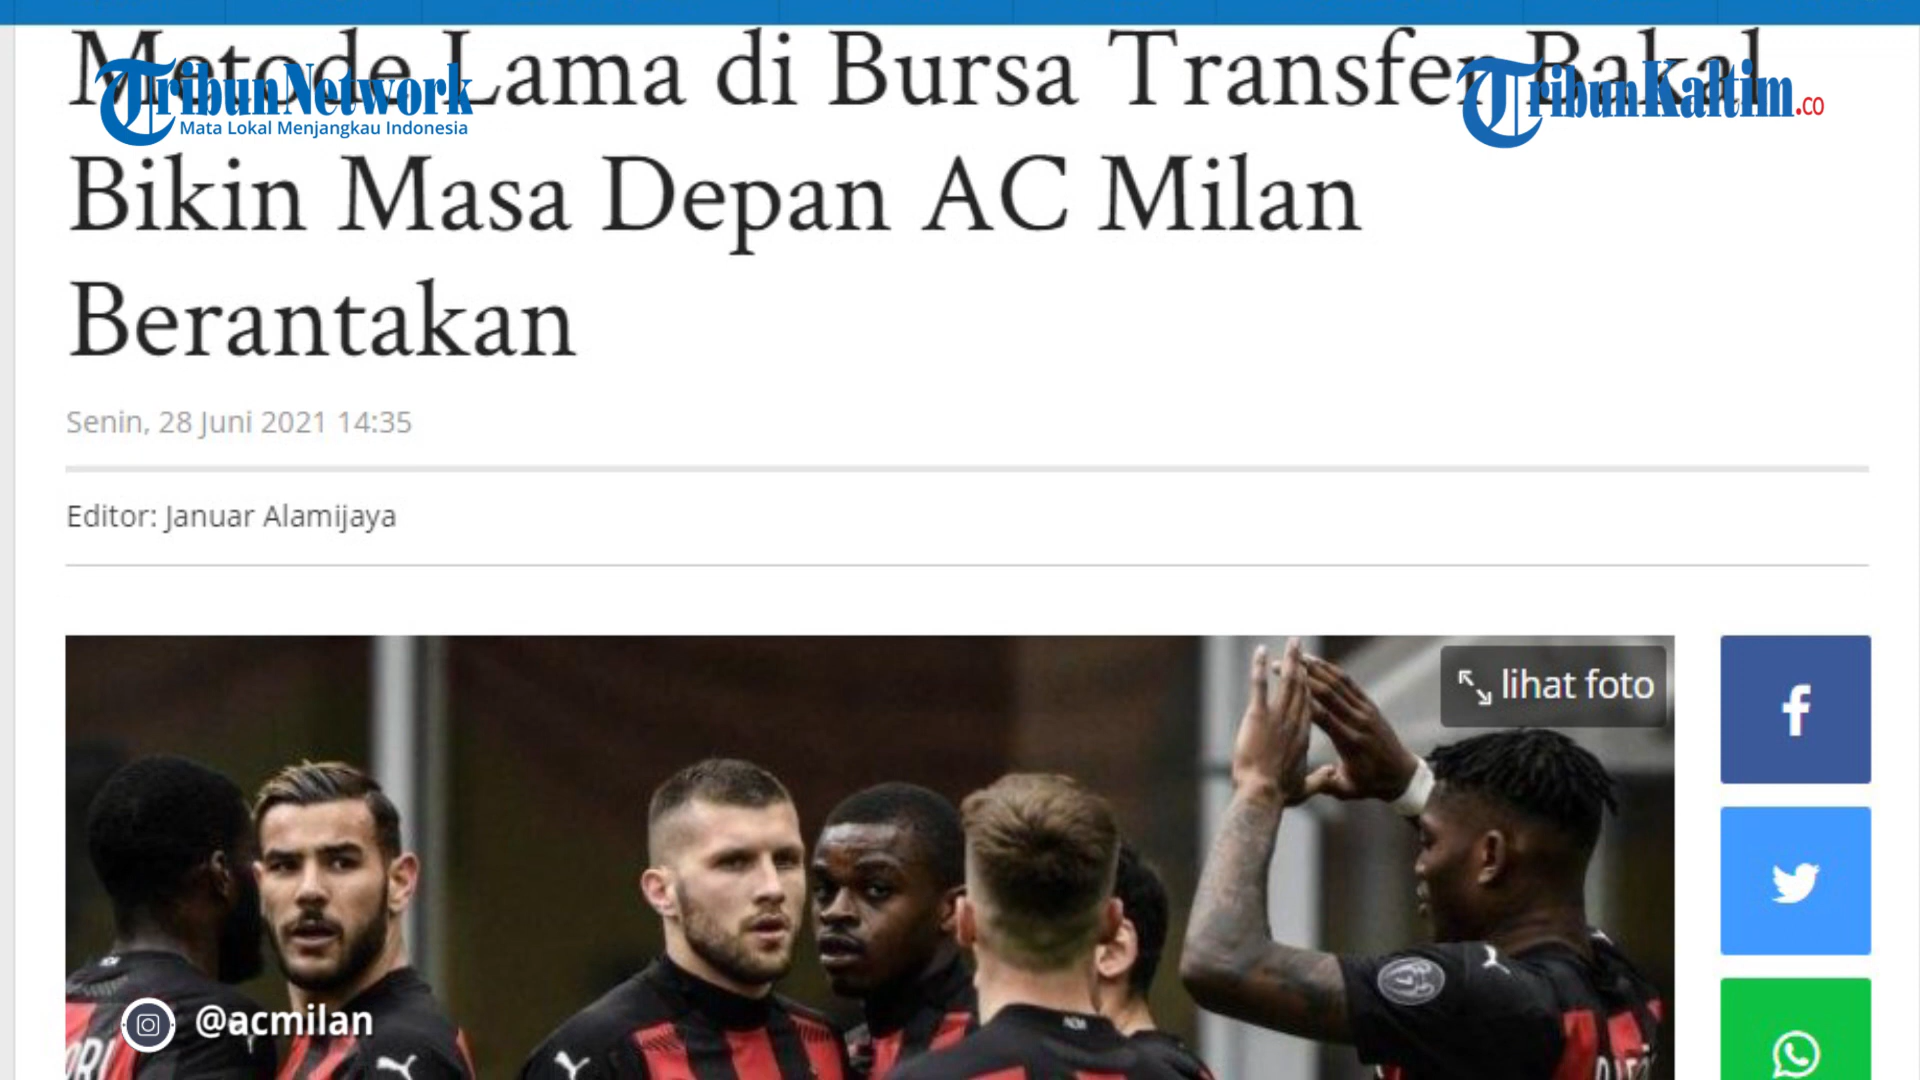 Metode Lama di Bursa Transfer Bakal
TribunNetwork
Mata Lokal Menjangkau Indonesia
TribunKaltim.co
Bikin Masa Depan AC Milan
Berantakan
Senin, 28 Juni 2021 14:35
Editor: Januar Alamijaya
lihat foto
@acmilan